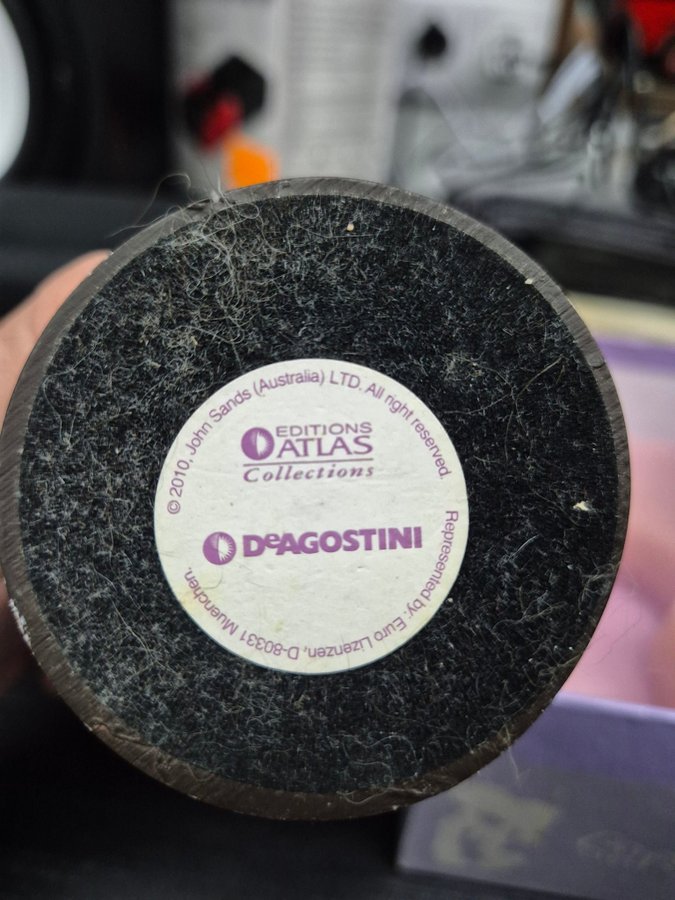 © 2010, John Sands (Australia) LTD. All right reserved.
EDITIONS
ATLAS
Collections
DeAGOSTINI
Represented by: Euro Lizenzen, D-80331 Muenchen.